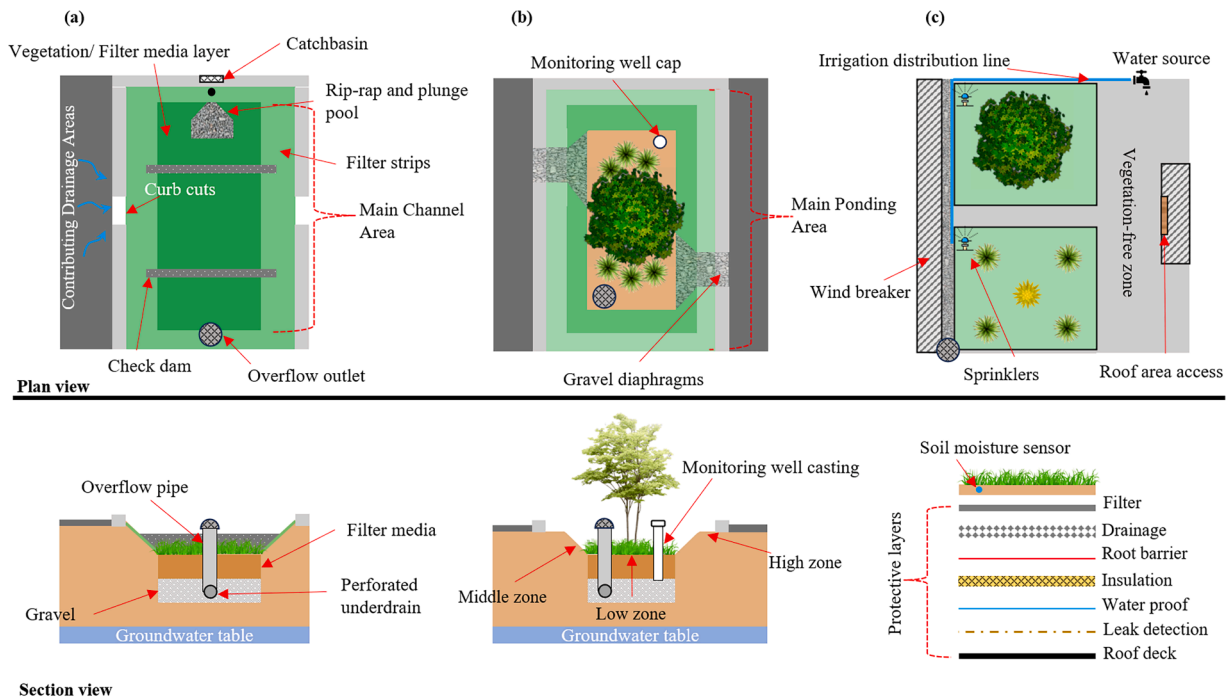 (a)
Vegetation/ Filter media layer
Catchbasin
Rip-rap and plunge
pool
Filter strips
Main Channel
Area
Contributing Drainage Areas
Curb cuts
Check dam
Overflow outlet
(b)
Monitoring well cap
Main Ponding
Area
Gravel diaphragms
(c)
Irrigation distribution line
Water source
Vegetation-free
zone
Wind breaker
Sprinklers
Roof area access
Plan view
Overflow pipe
Filter media
Perforated
underdrain
Gravel
Groundwater table
Monitoring well casting
High zone
Middle zone
Low zone
Groundwater table
Soil moisture sensor
Protective layers
Filter
Drainage
Root barrier
Insulation
Water proof
Leak detection
Roof deck
Section view